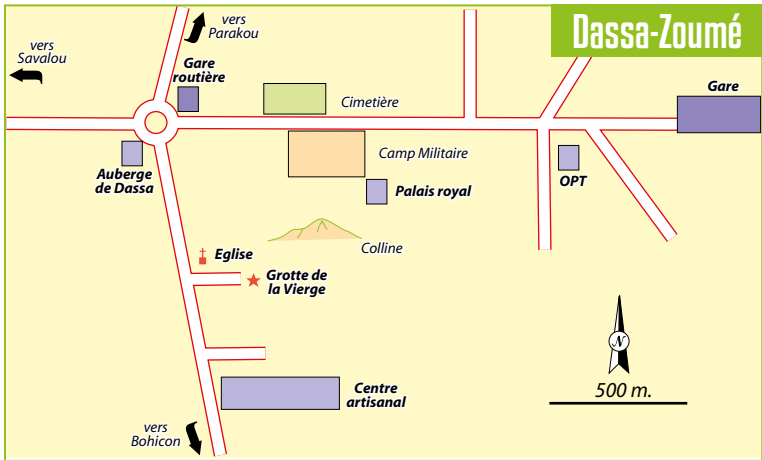 Dassa-Zoumé
vers
Parakou
vers
Savalou
Gare
routière
Cimetière
Gare
Camp Militaire
Auberge
de Dassa
Palais royal
OPT
Colline
Eglise
Grotte de
la Vierge
N
500 m.
Centre
artisanal
vers
Bohicon